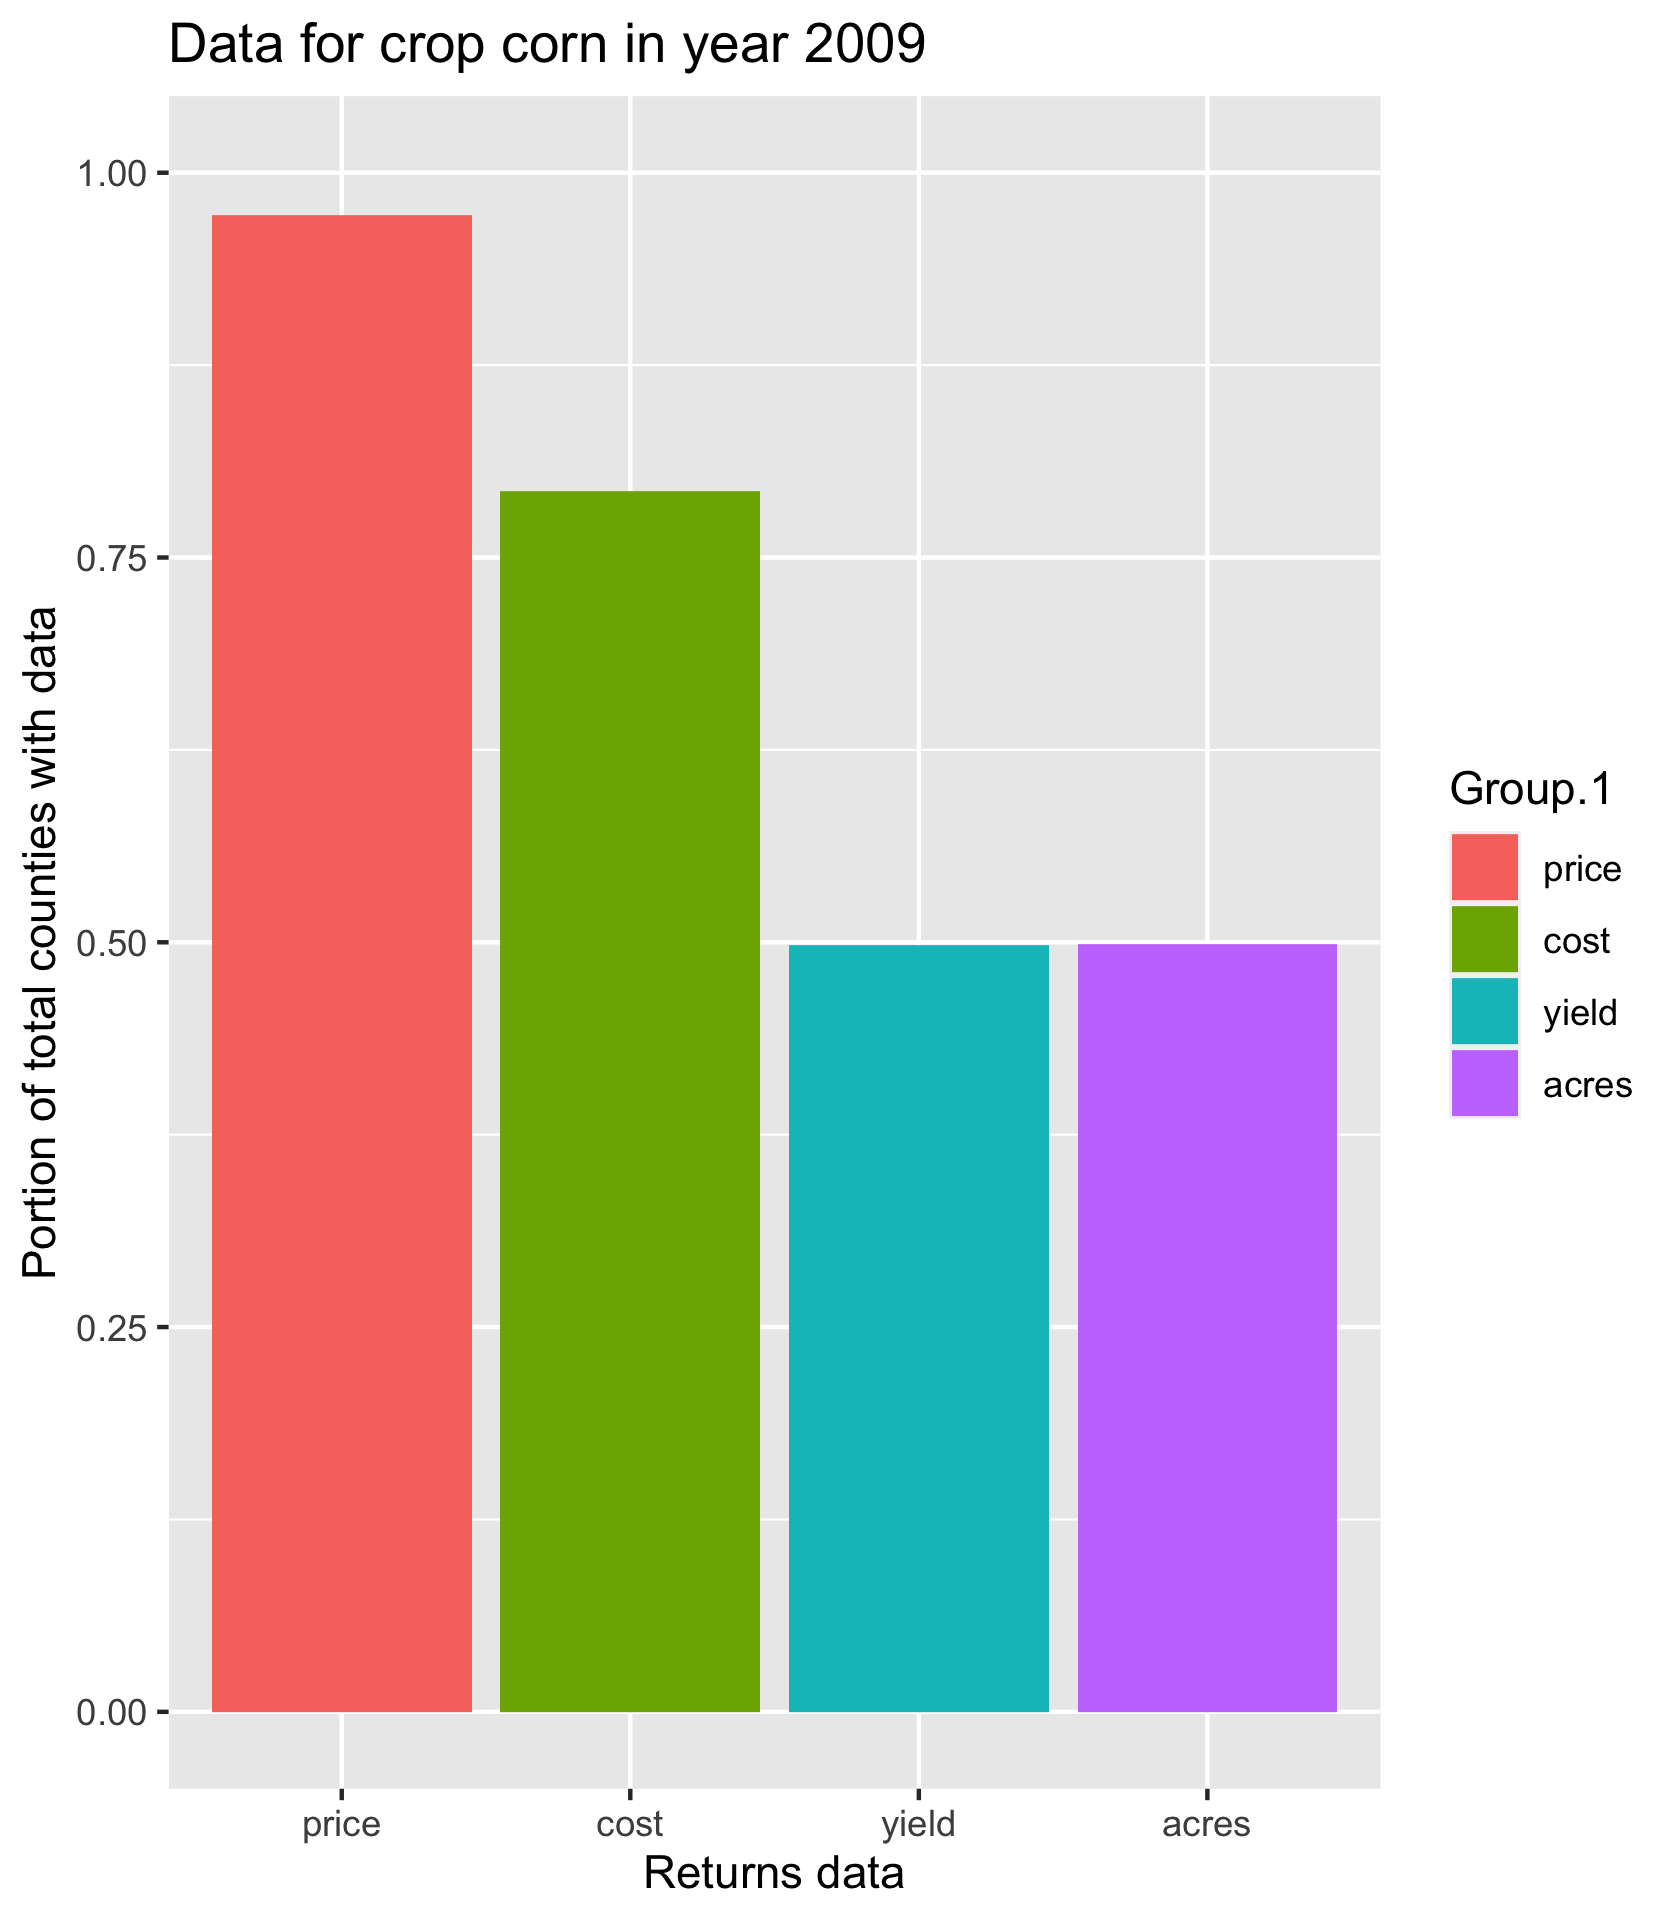 Data for crop corn in year 2009
Portion of total counties with data
1.00
0.75
0.50
0.25
0.00
price
cost
yield
acres
Returns data
Group.1
price
cost
yield
acres